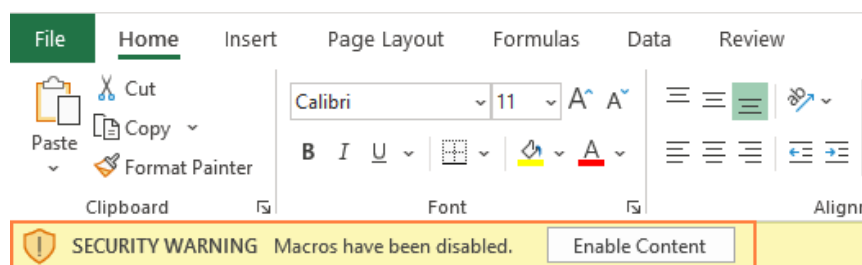 File Home Insert Page Layout Formulas Data Review
Cut
Calibri 11 A A
Copy
Paste
B I U A
Format Painter
Clipboard Font
SECURITY WARNING Macros have been disabled. Enable Content